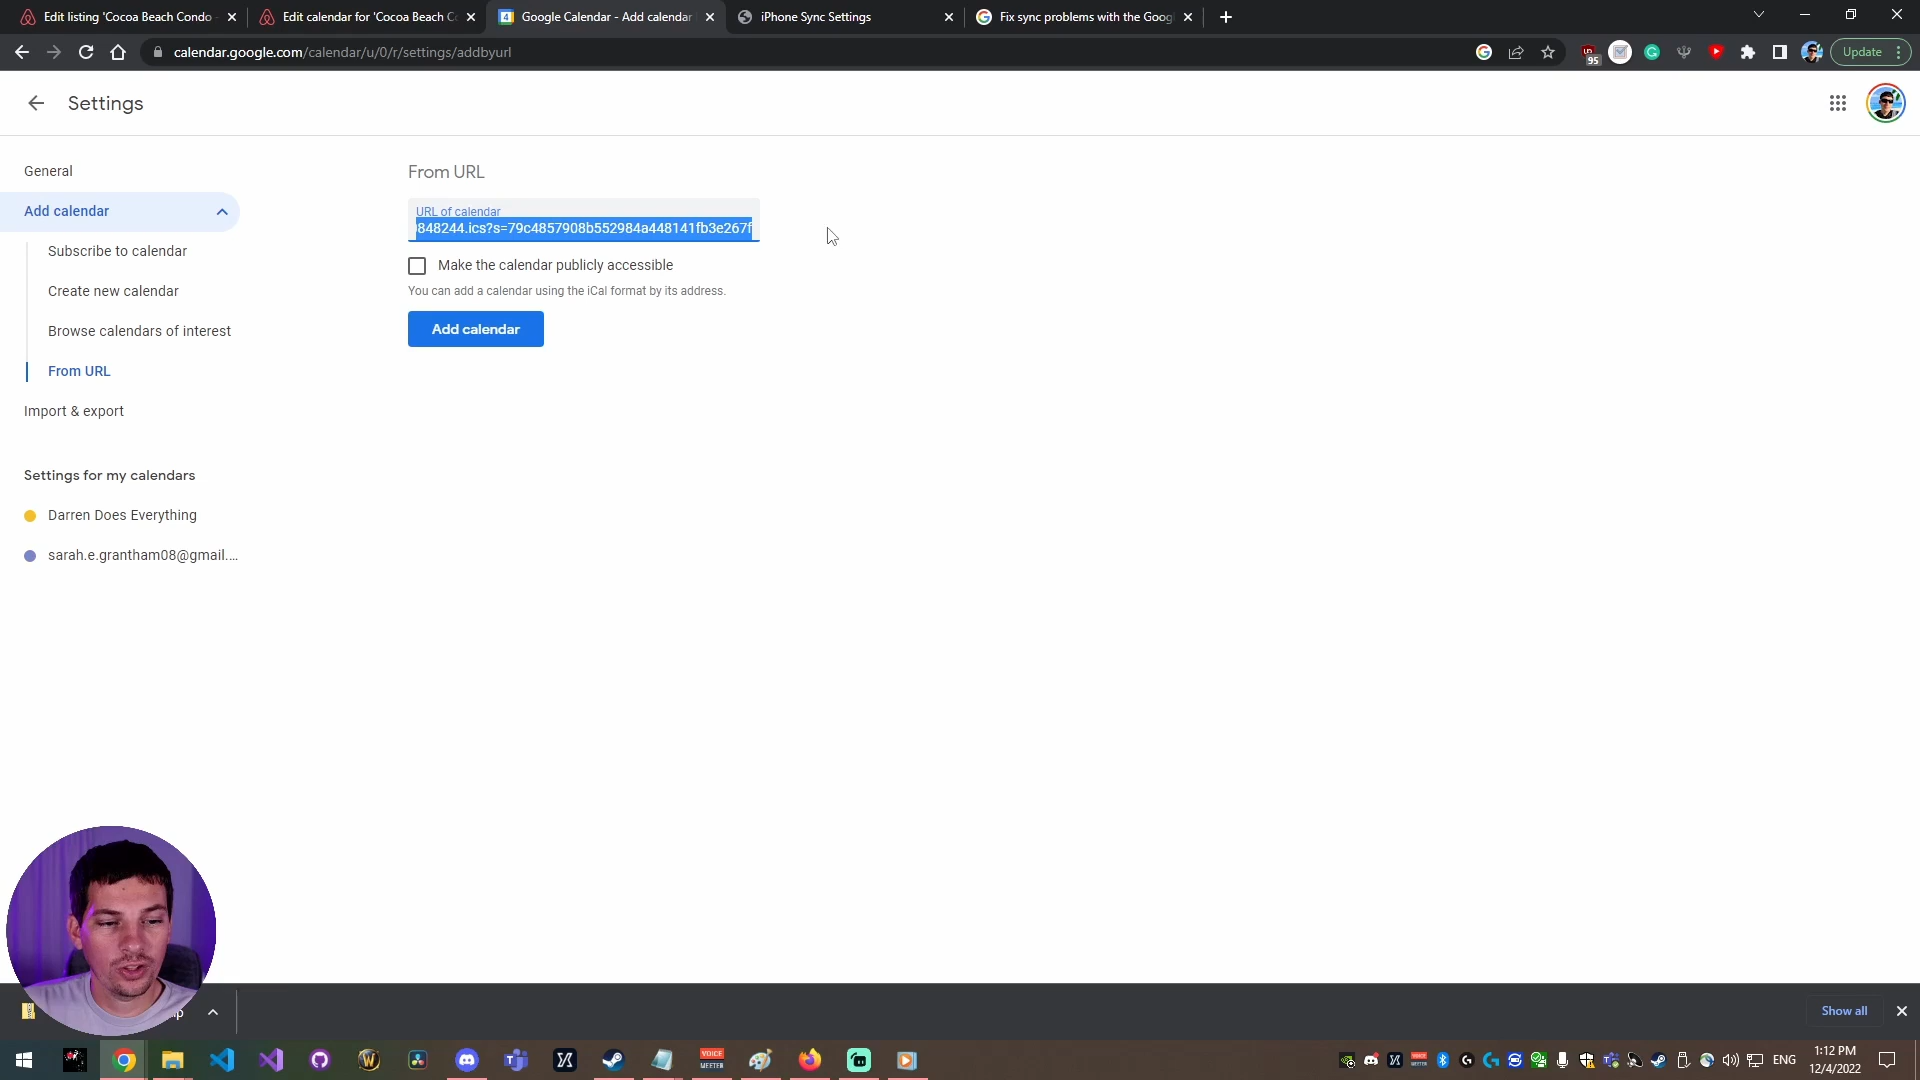 Edit listing 'Cocoa Beach Condo
Edit calendar for 'Cocoa Beach Co
Google Calendar - Add calendar
iPhone Sync Settings
Fix sync problems with the Goog
calendar.google.com/calendar/u/0/r/settings/addbyurl
95
Update
Settings
General
Add calendar
Subscribe to calendar
Create new calendar
Browse calendars of interest
From URL
Import & export
Settings for my calendars
Darren Does Everything
sarah.e.grantham08@gmail....
From URL
URL of calendar
848244.ics?s=79c4857908b552984a448141fb3e267f
Make the calendar publicly accessible
You can add a calendar using the iCal format by its address.
Add calendar
Show all
VOICE
MEETER
ENG
1:12 PM
12/4/2022